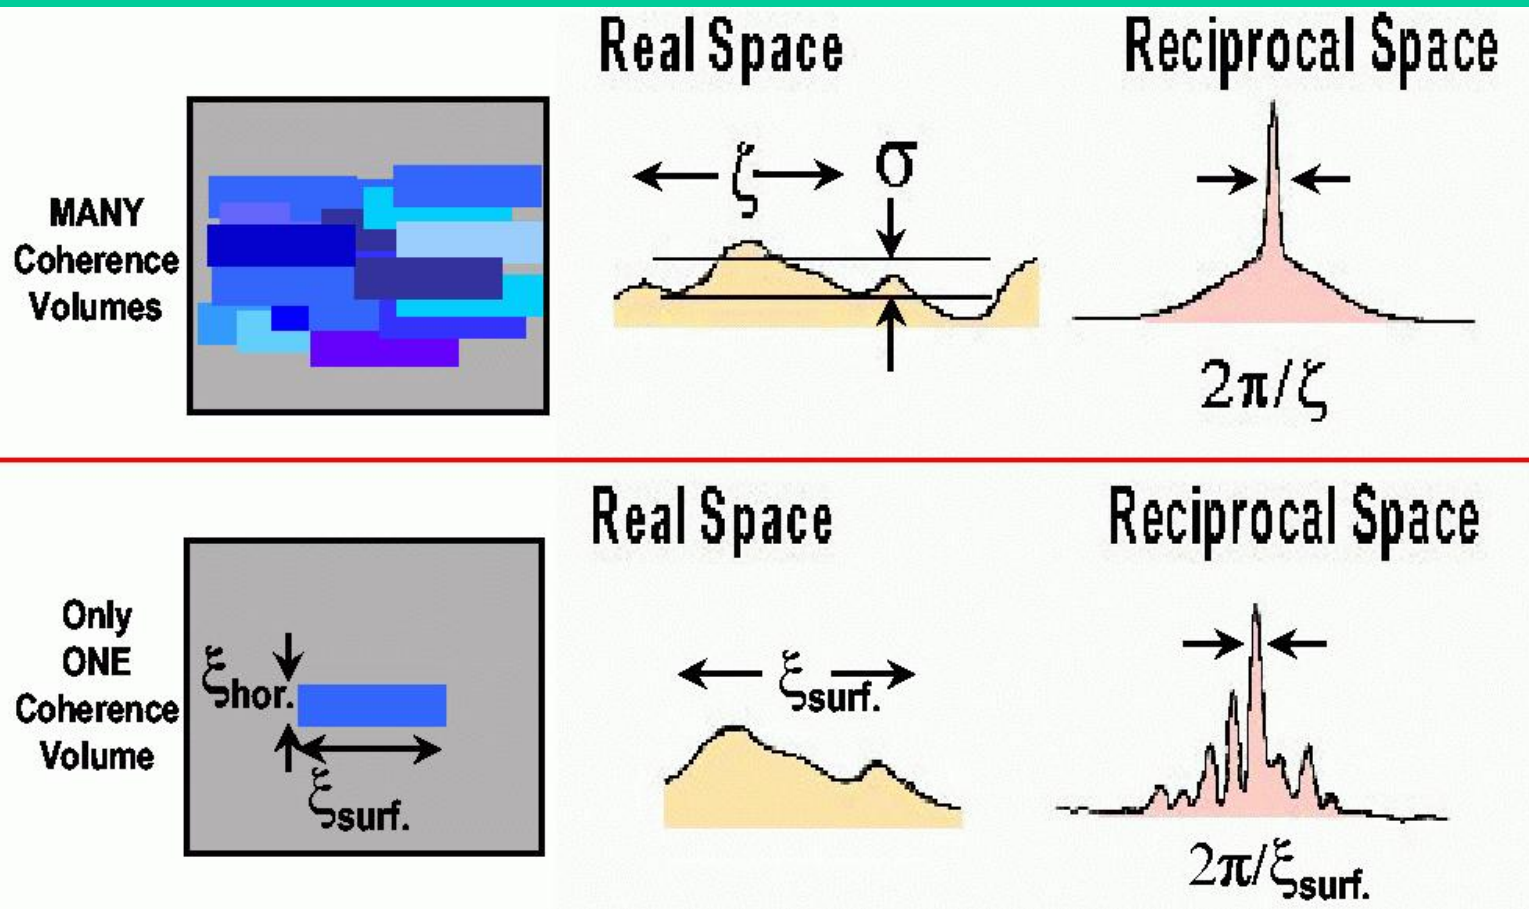 Real Space
Reciprocal Space
MANY
Coherence
Volumes
ζ
σ
2π/ζ
Real Space
Reciprocal Space
Only
ONE
Coherence
Volume
ξhor.
ξsurf.
ξsurf.
2π/ξsurf.